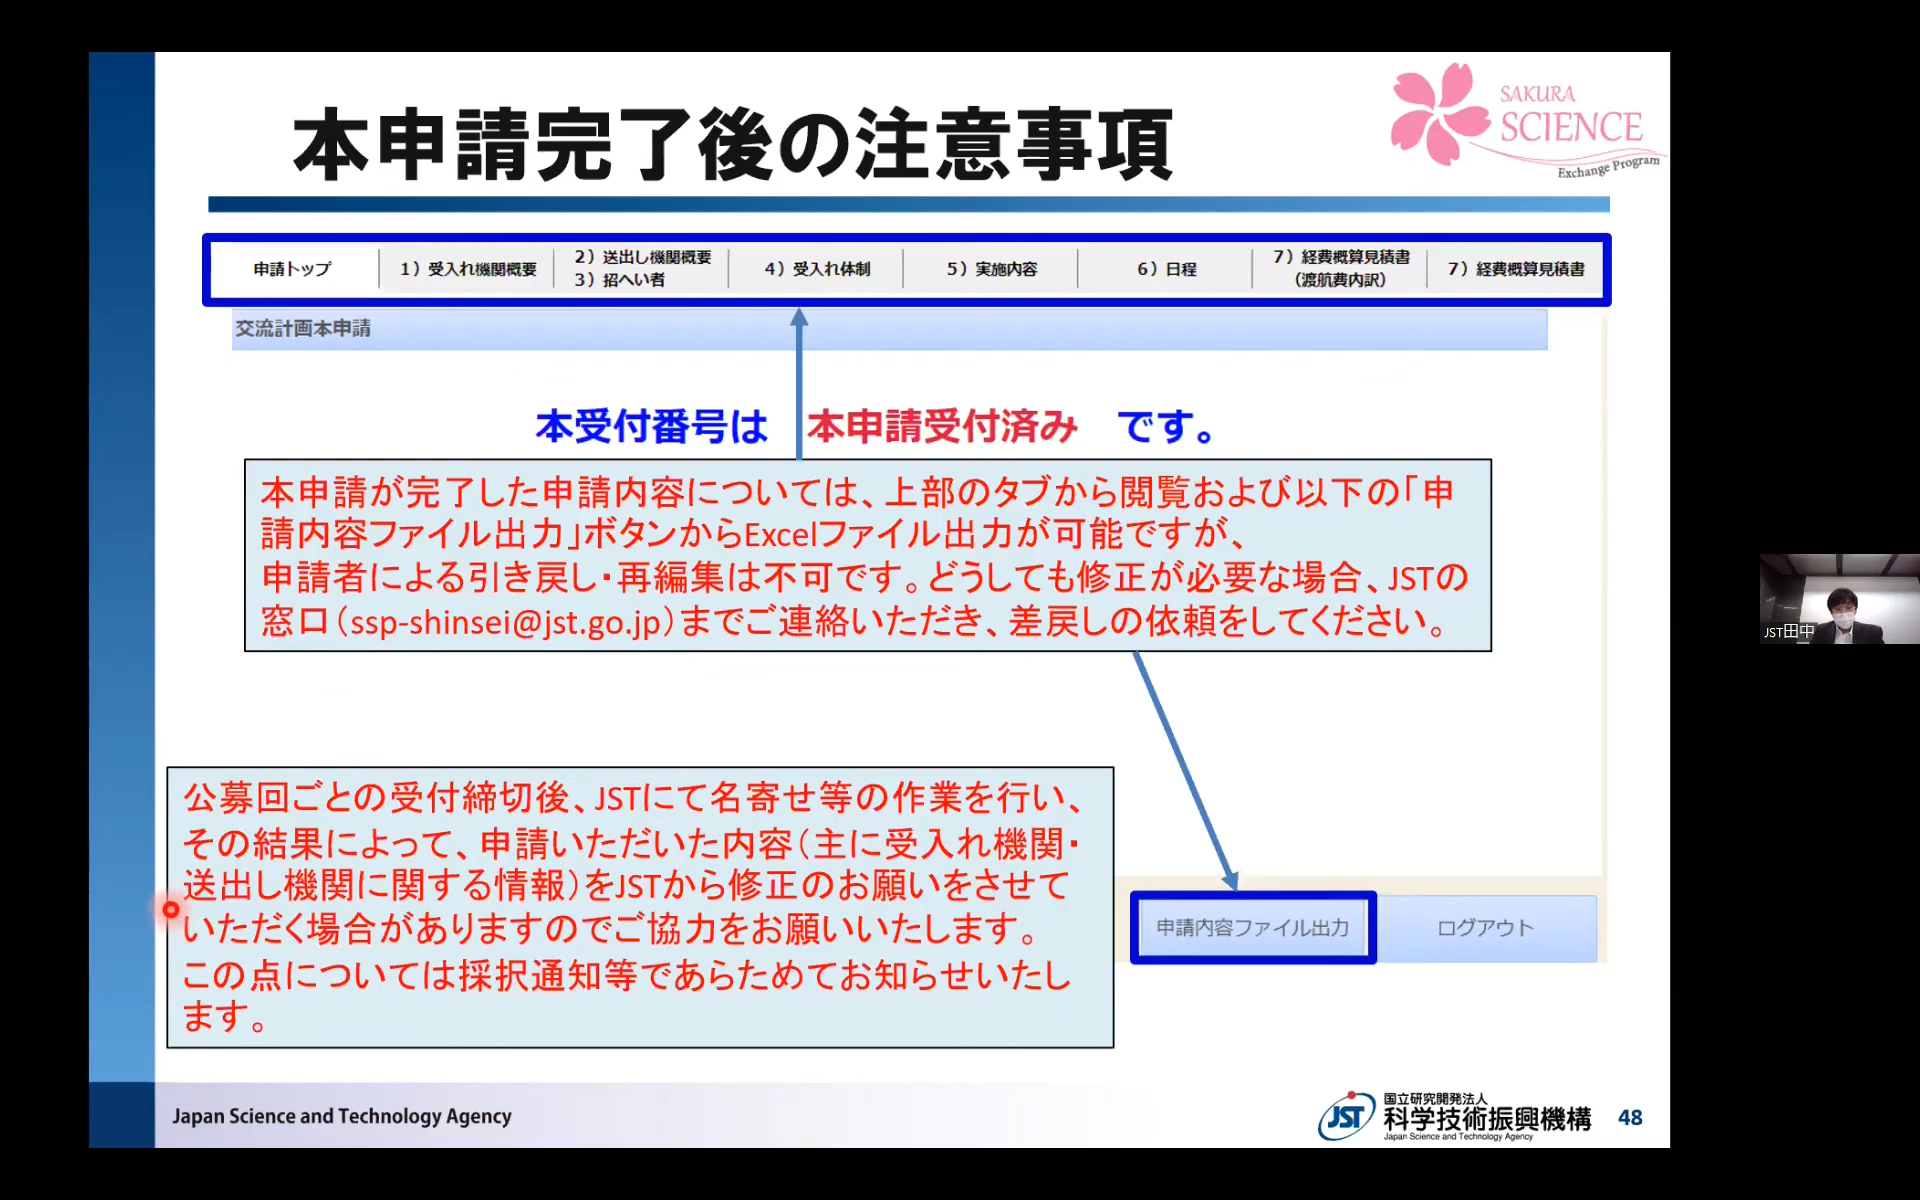 本申請完了後の注意事項
SAKURA
SCIENCE
Exchange Program
申請トップ
1）受入れ機関概要
2）送出し機関概要
3）招へい者
4）受入れ体制
5）実施内容
6）日程
7）経費概算見積書
（渡航費内訳）
7）経費概算見積書
交流計画本申請
本受付番号は 本申請受付済み です。
本申請が完了した申請内容については、上部のタブから閲覧および以下の「申
請内容ファイル出力」ボタンからExcelファイル出力が可能ですが、
申請者による引き戻し・再編集は不可です。どうしても修正が必要な場合、JSTの
窓口（ssp-shinsei@jst.go.jp）までご連絡いただき、差戻しの依頼をしてください。
JST田中
公募回ごとの受付締切後、JSTにて名寄せ等の作業を行い、
その結果によって、申請いただいた内容（主に受入れ機関・
送出し機関に関する情報）をJSTから修正のお願いをさせて
いただく場合がありますのでご協力をお願いいたします。
この点については採択通知等であらためてお知らせいたし
ます。
申請内容ファイル出力
ログアウト
Japan Science and Technology Agency
JST
国立研究開発法人
科学技術振興機構
Japan Science and Technology Agency
48